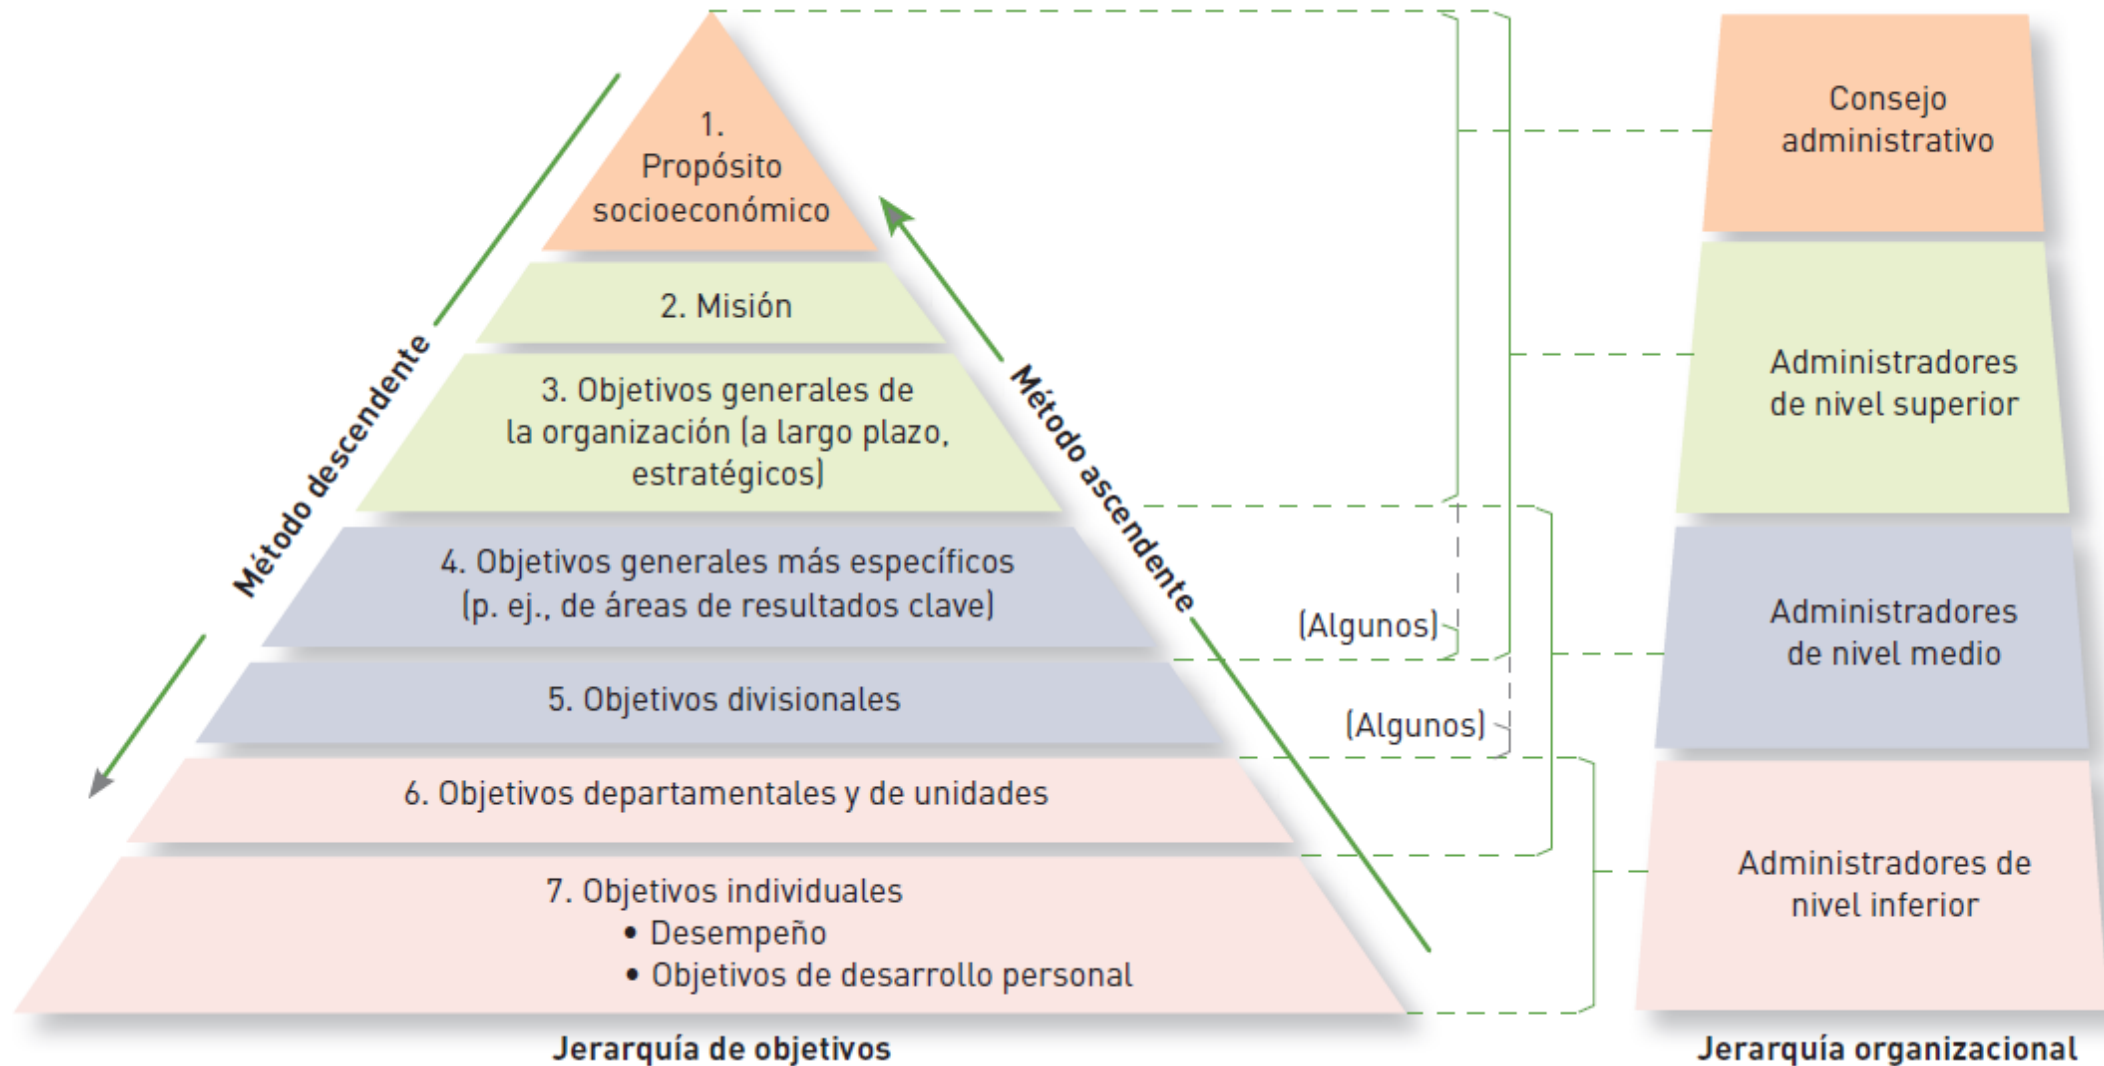 1.
Propósito
socioeconómico
2. Misión
3. Objetivos generales de
la organización (a largo plazo,
estratégicos)
4. Objetivos generales más específicos
(p. ej., de áreas de resultados clave)
5. Objetivos divisionales
6. Objetivos departamentales y de unidades
7. Objetivos individuales
• Desempeño
• Objetivos de desarrollo personal
Método descendente
Método ascendente
(Algunos)
(Algunos)
Jerarquía de objetivos
Consejo
administrativo
Administradores
de nivel superior
Administradores
de nivel medio
Administradores de
nivel inferior
Jerarquía organizacional